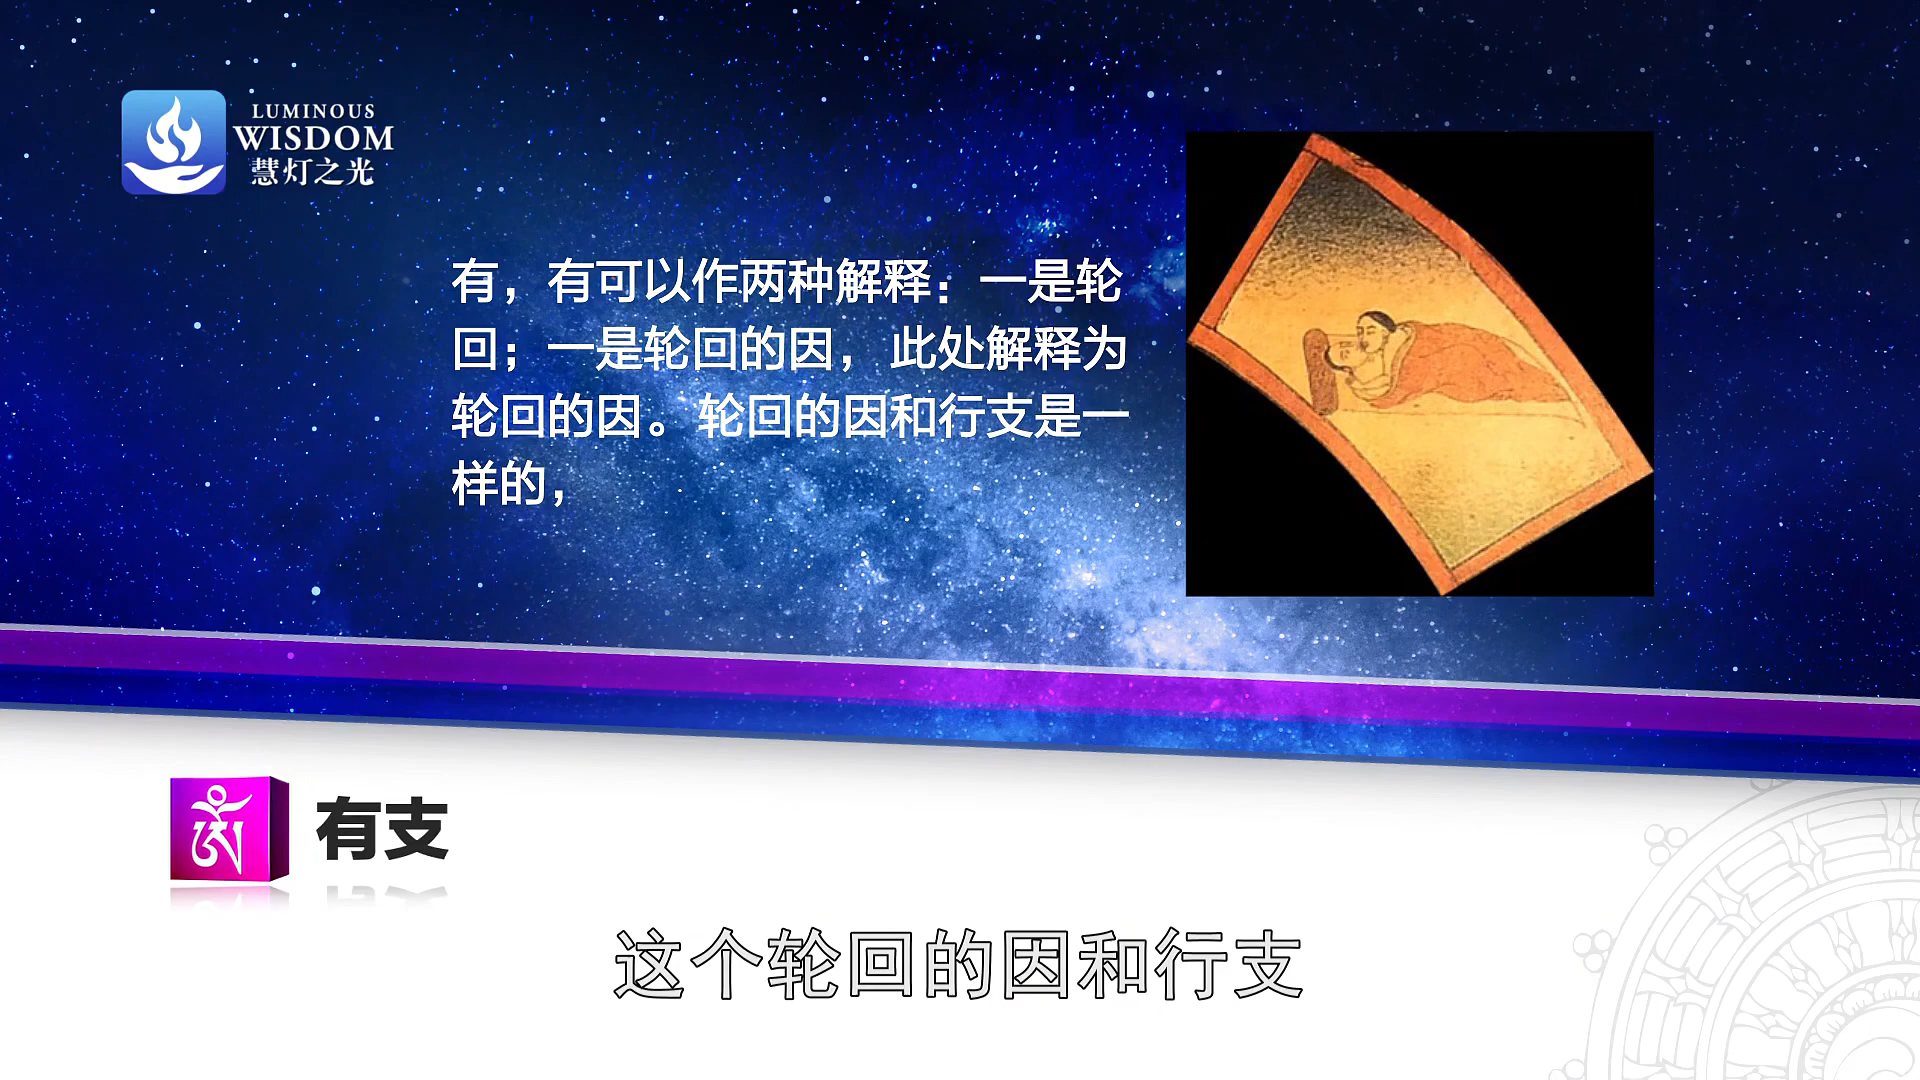 LUMINOUS
WISDOM
慧灯之光
有，有可以作两种解释：一是轮
回；一是轮回的因，此处解释为
轮回的因。轮回的因和行支是一
样的，
ༀ
有支
这个轮回的因和行支